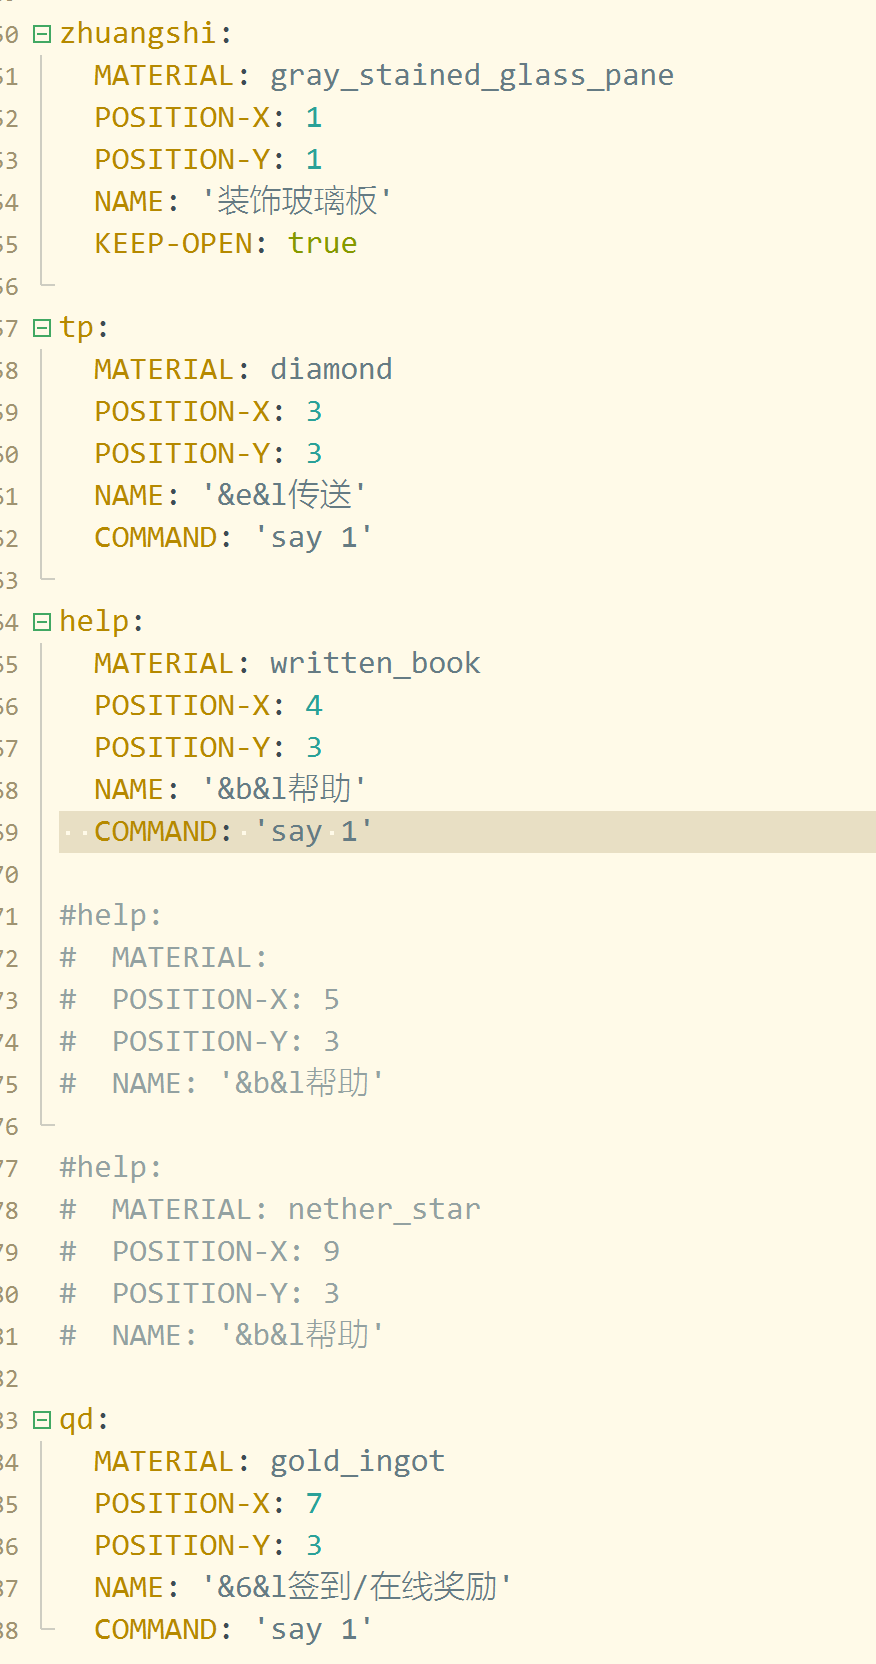 zhuangshi:
MATERIAL: gray_stained_glass_pane
POSITION-X: 1
POSITION-Y: 1
NAME: '装饰玻璃板'
KEEP-OPEN: true
tp:
MATERIAL: diamond
POSITION-X: 3
POSITION-Y: 3
NAME: '&e&l传送'
COMMAND: 'say 1'
help:
MATERIAL: written_book
POSITION-X: 4
POSITION-Y: 3
NAME: '&b&l帮助'
COMMAND: 'say 1'
#help:
#  MATERIAL:
#  POSITION-X: 5
#  POSITION-Y: 3
#  NAME: '&b&l帮助'
#help:
#  MATERIAL: nether_star
#  POSITION-X: 9
#  POSITION-Y: 3
#  NAME: '&b&l帮助'
qd:
MATERIAL: gold_ingot
POSITION-X: 7
POSITION-Y: 3
NAME: '&6&l签到/在线奖励'
COMMAND: 'say 1'